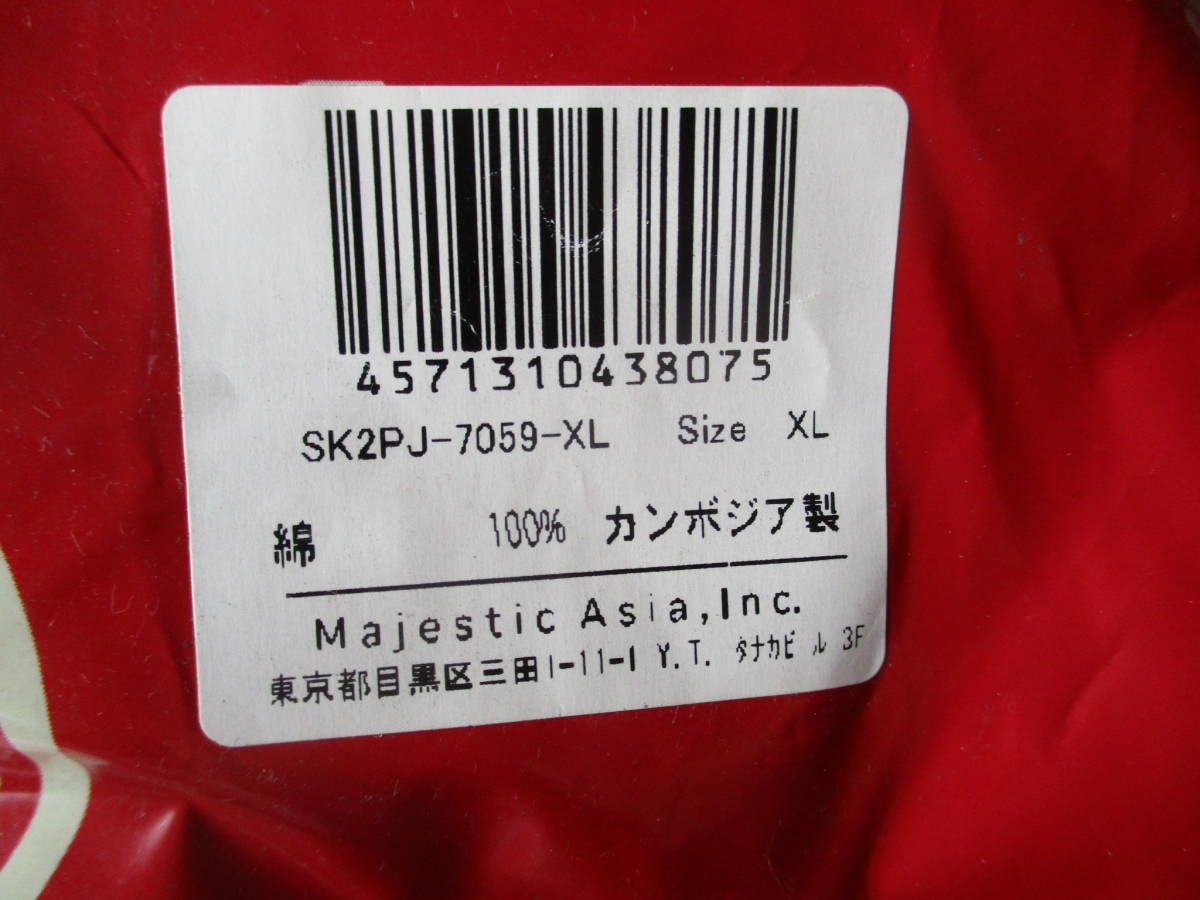 4571310438075
SK2PJ-7059-XL Size XL
綿 100% カンボジア製
Majestic Asia,Inc.
東京都目黒区三田1-11-1 Y.T. タナカビル 3F